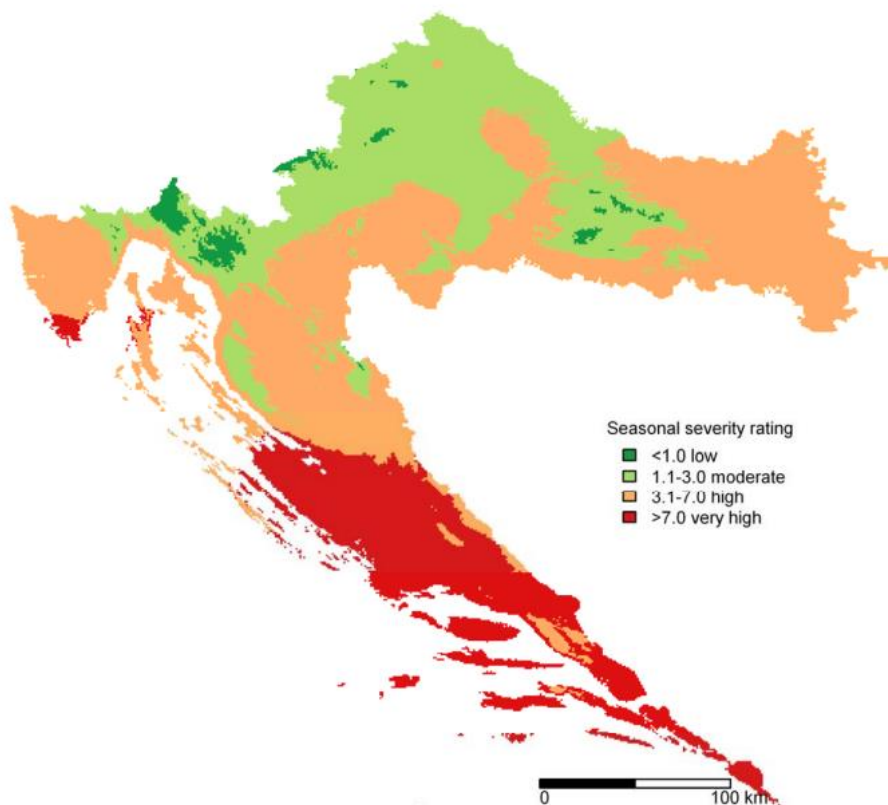 Seasonal severity rating
<1.0 low
1.1-3.0 moderate
3.1-7.0 high
>7.0 very high
0 100 km